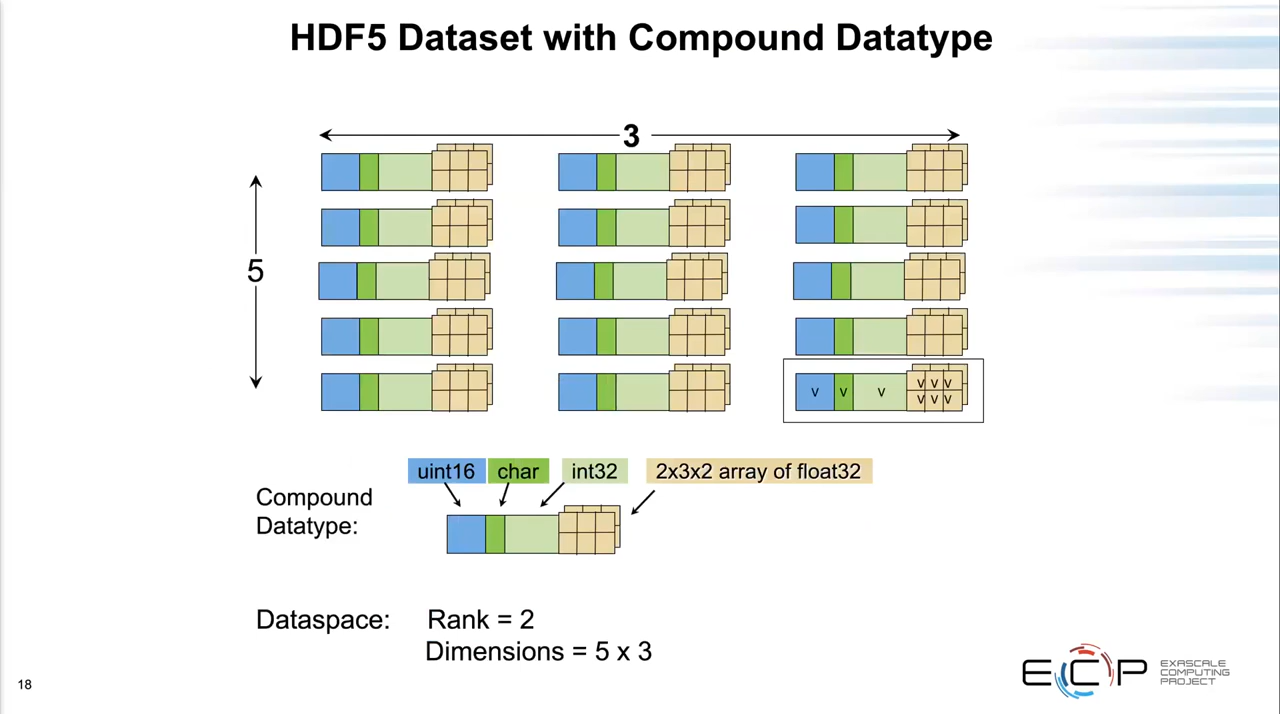 HDF5 Dataset with Compound Datatype
3
5
v v v v v v
v v v
uint16 char int32 2x3x2 array of float32
Compound
Datatype:
Dataspace: Rank = 2
Dimensions = 5 x 3
18
ECP EXASCALE
COMPUTING
PROJECT